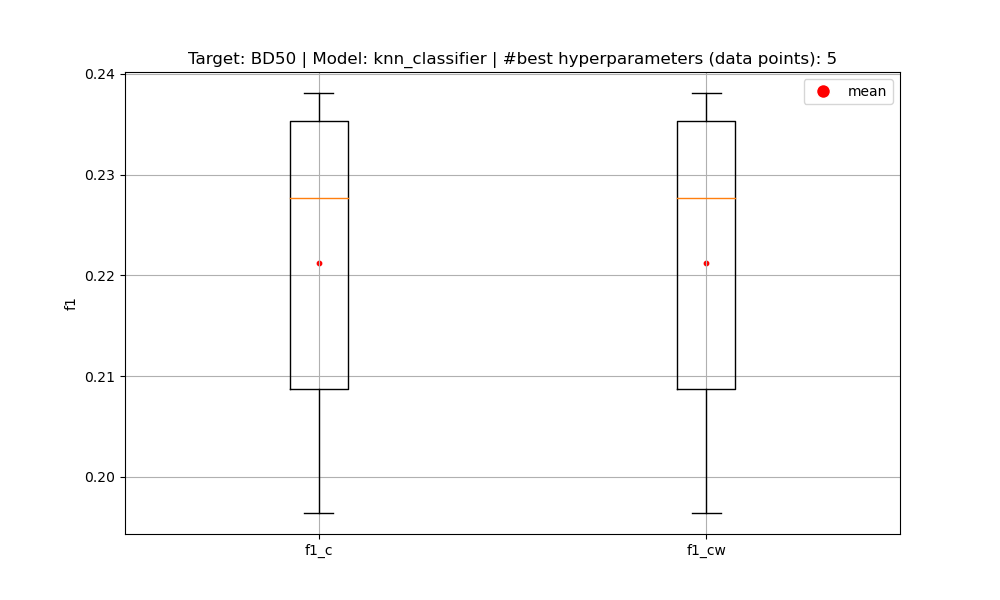 Target: BD50 | Model: knn_classifier | #best hyperparameters (data points): 5
mean
0.24
0.23
0.22
0.21
0.20
f1
f1_c
f1_cw